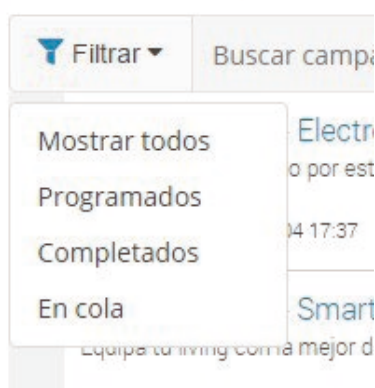 Filtrar Buscar campa
Mostrar todos
Electr
Programados
o por est
Completados
04 17:37
En cola
Smart
Equipa tu living con la mejor d